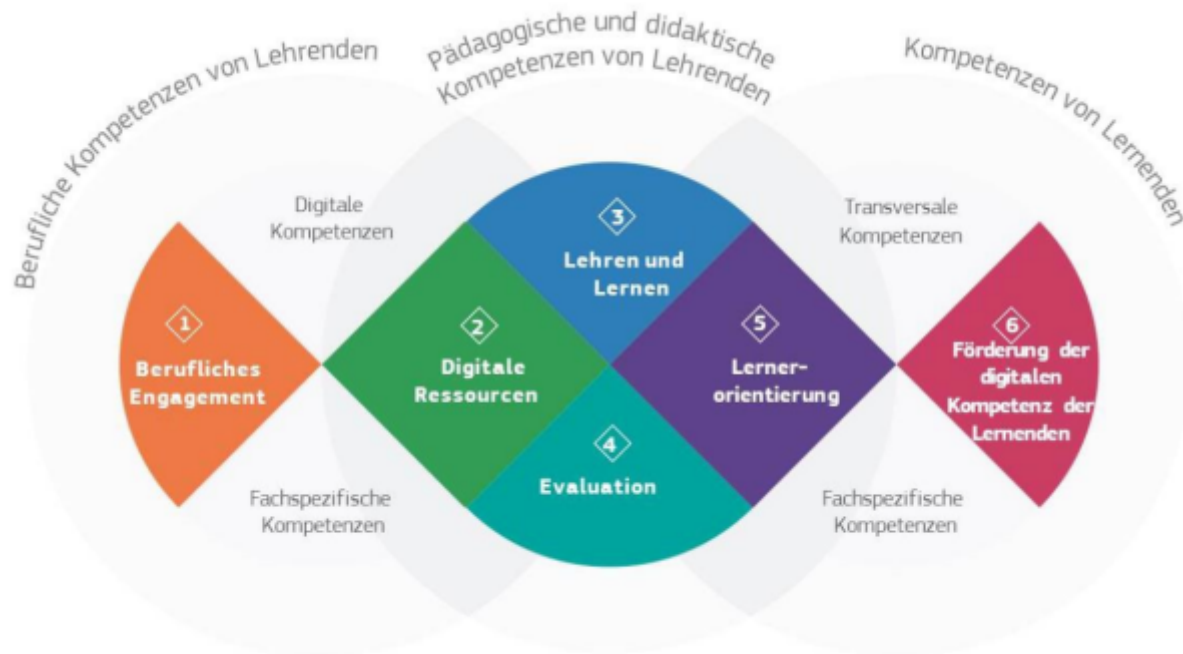 Berufliche Kompetenzen von Lehrenden
Pädagogische und didaktische
Kompetenzen von Lehrenden
Kompetenzen von Lernenden
Digitale
Kompetenzen
Transversale
Kompetenzen
1
Berufliches
Engagement
2
Digitale
Ressourcen
3
Lehren und
Lernen
4
Evaluation
5
Lerner-
orientierung
6
Förderung der
digitalen
Kompetenz der
Lernenden
Fachspezifische
Kompetenzen
Fachspezifische
Kompetenzen